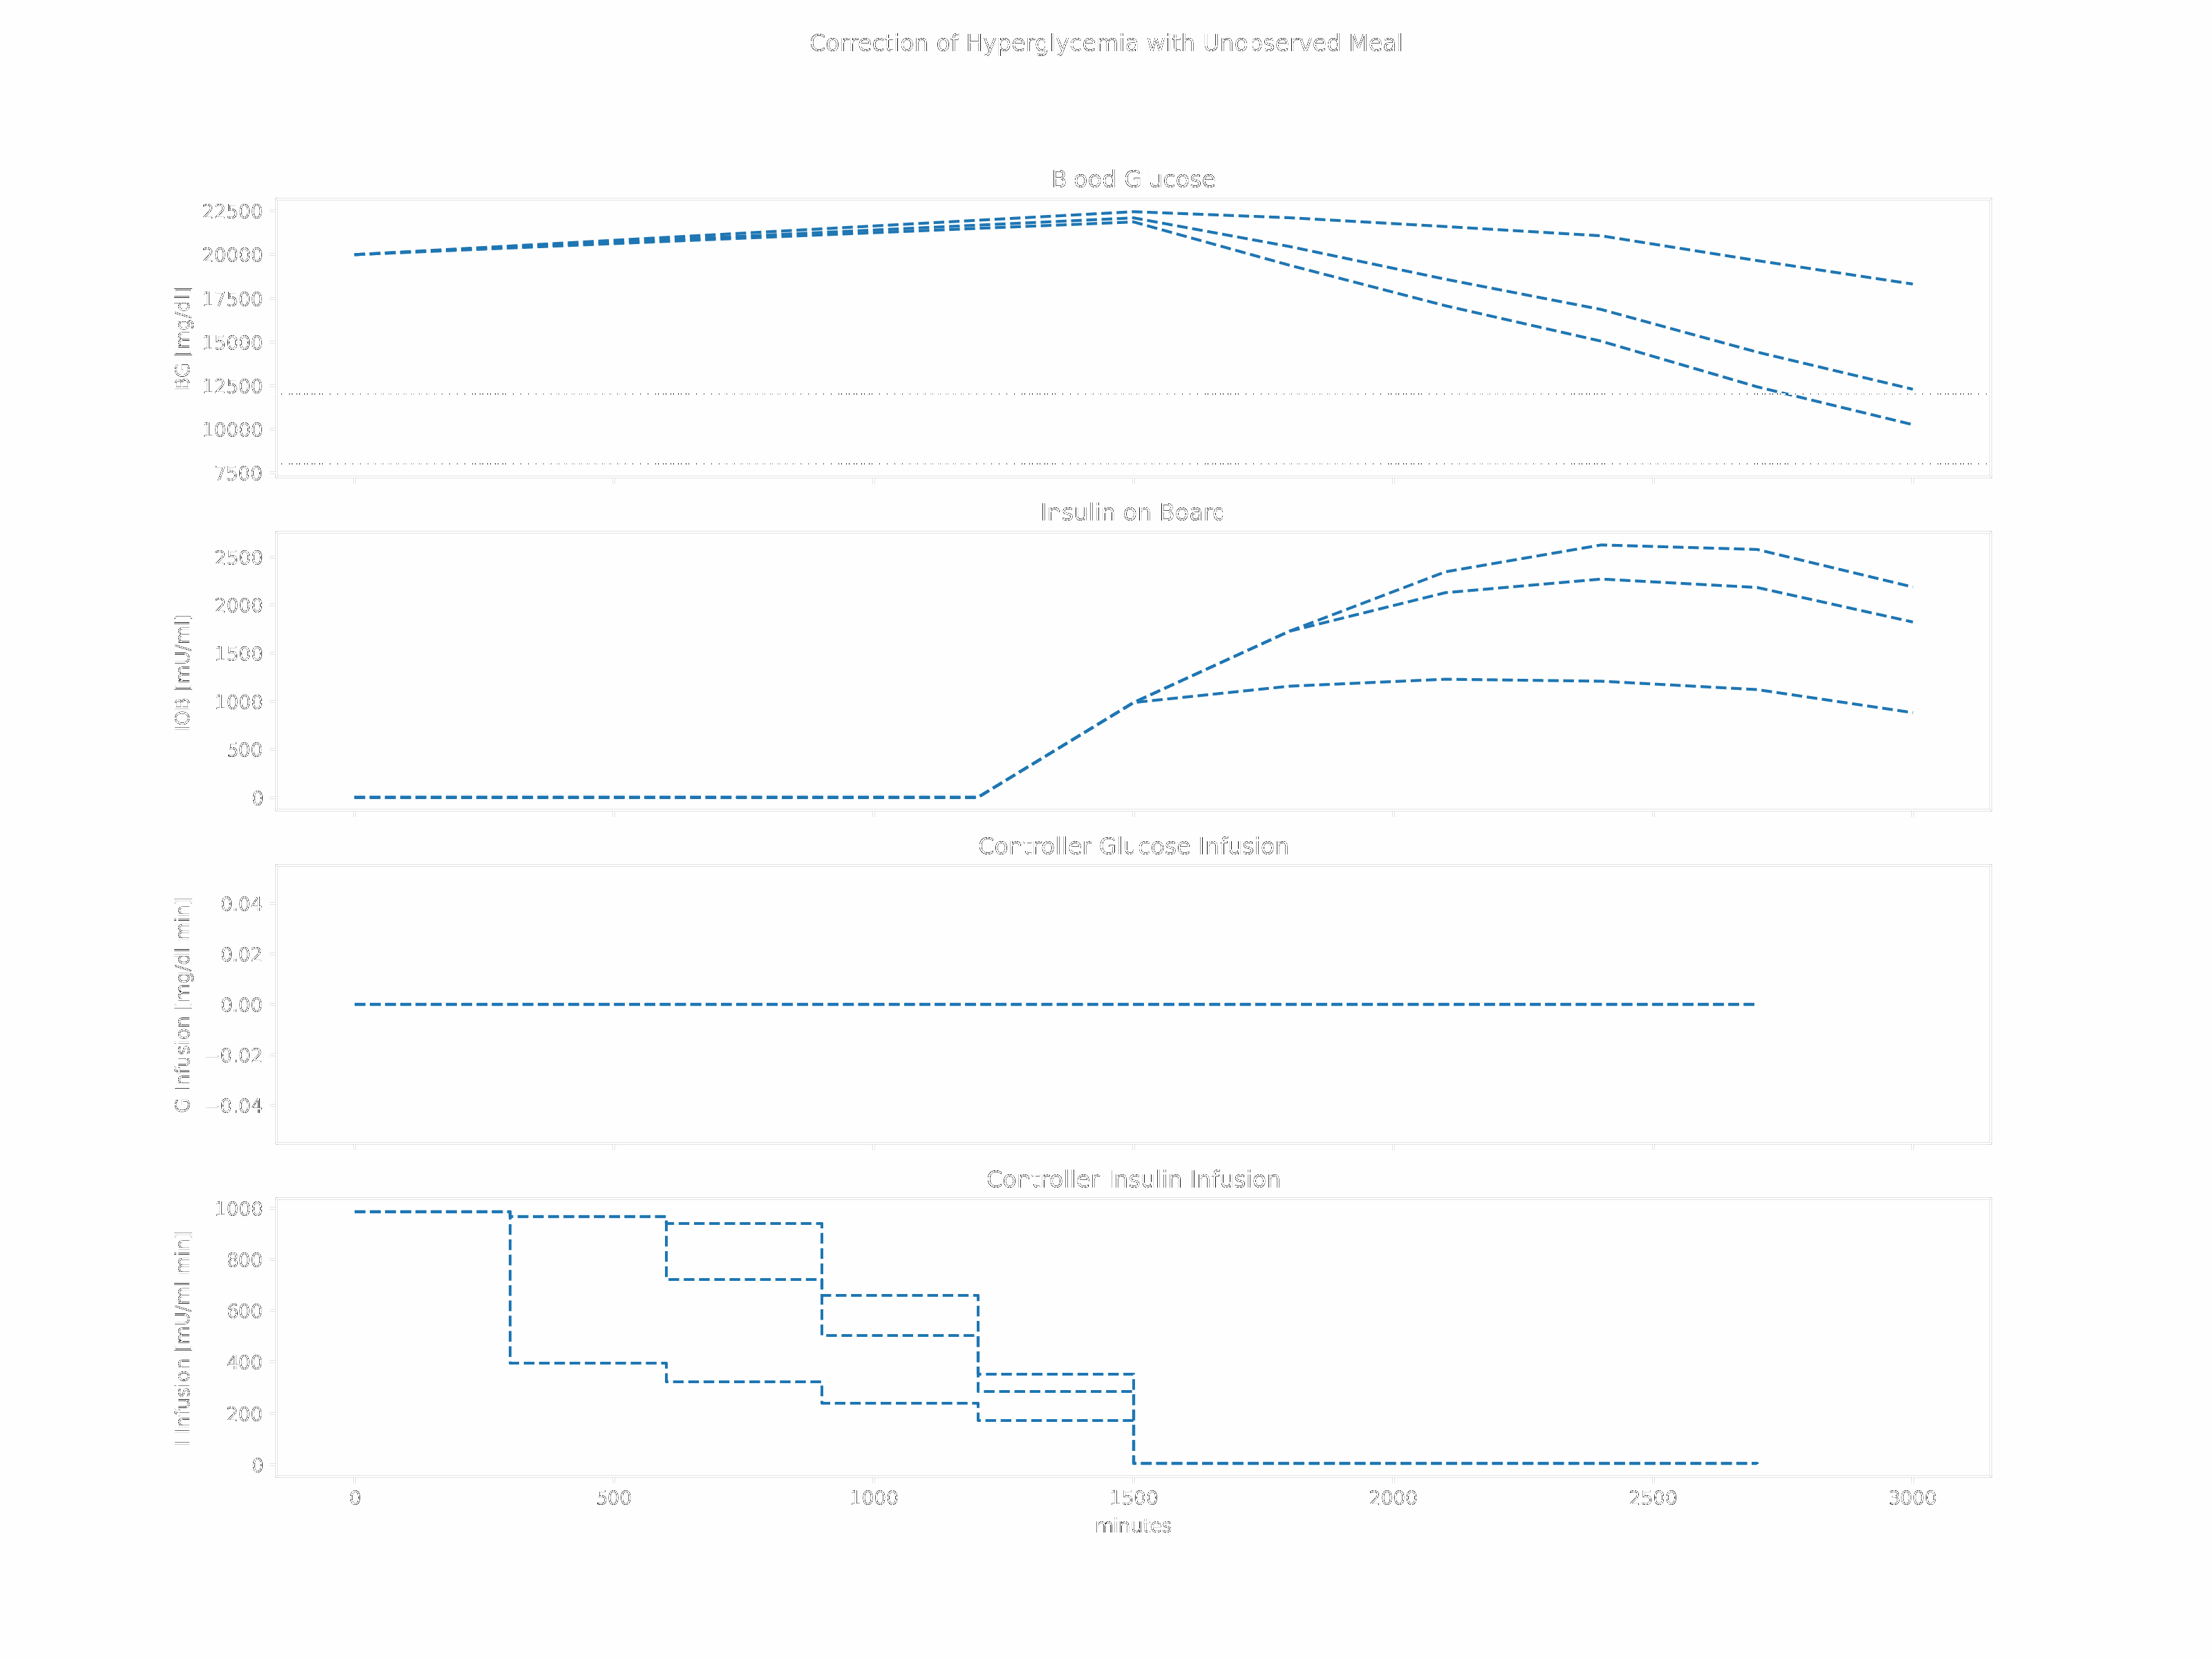 Correction of Hyperglycemia with Unobserved Meal
Blood Glucose
BG [mg/dl]
22500
20000
17500
15000
12500
10000
7500
Insulin on Board
IOB [mU/ml]
2500
2000
1500
1000
500
0
Controller Glucose Infusion
G Infusion [mg/dl min]
0.04
0.02
0.00
−0.02
−0.04
Controller Insulin Infusion
I Infusion [mU/ml min]
1000
800
600
400
200
0
0 500 1000 1500 2000 2500 3000
minutes